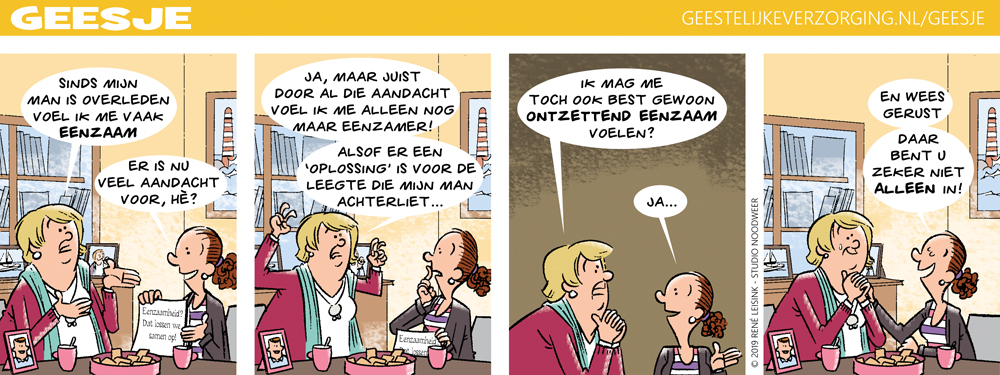 GEESJE
GEESTELIJKEVERZORGING.NL/GEESJE
SINDS MIJN
MAN IS OVERLEDEN
VOEL IK ME VAAK
EENZAAM
ER IS NU
VEEL AANDACHT
VOOR, HÈ?
Eenzaamheid?
Dat lossen we
samen op!
JA, MAAR JUIST
DOOR AL DIE AANDACHT
VOEL IK ME ALLEEN NOG
MAAR EENZAMER!
ALSOF ER EEN
'OPLOSSING' IS VOOR DE
LEEGTE DIE MIJN MAN
ACHTERLIET...
Eenzaamheid
lossen
IK MAG ME
TOCH OOK BEST GEWOON
ONTZETTEND EENZAAM
VOELEN?
JA...
© 2019 RENÉ LEISINK - STUDIO NOODWEER
EN WEES
GERUST
DAAR
BENT U
ZEKER NIET
ALLEEN IN!